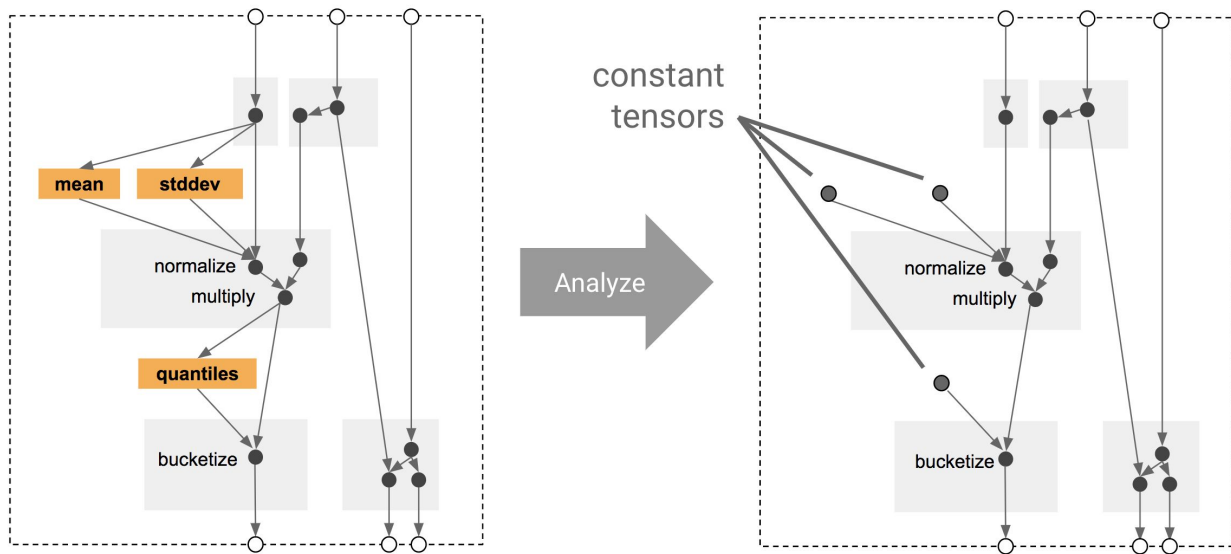 constant
tensors
mean
stddev
normalize
multiply
quantiles
bucketize
Analyze
normalize
multiply
bucketize